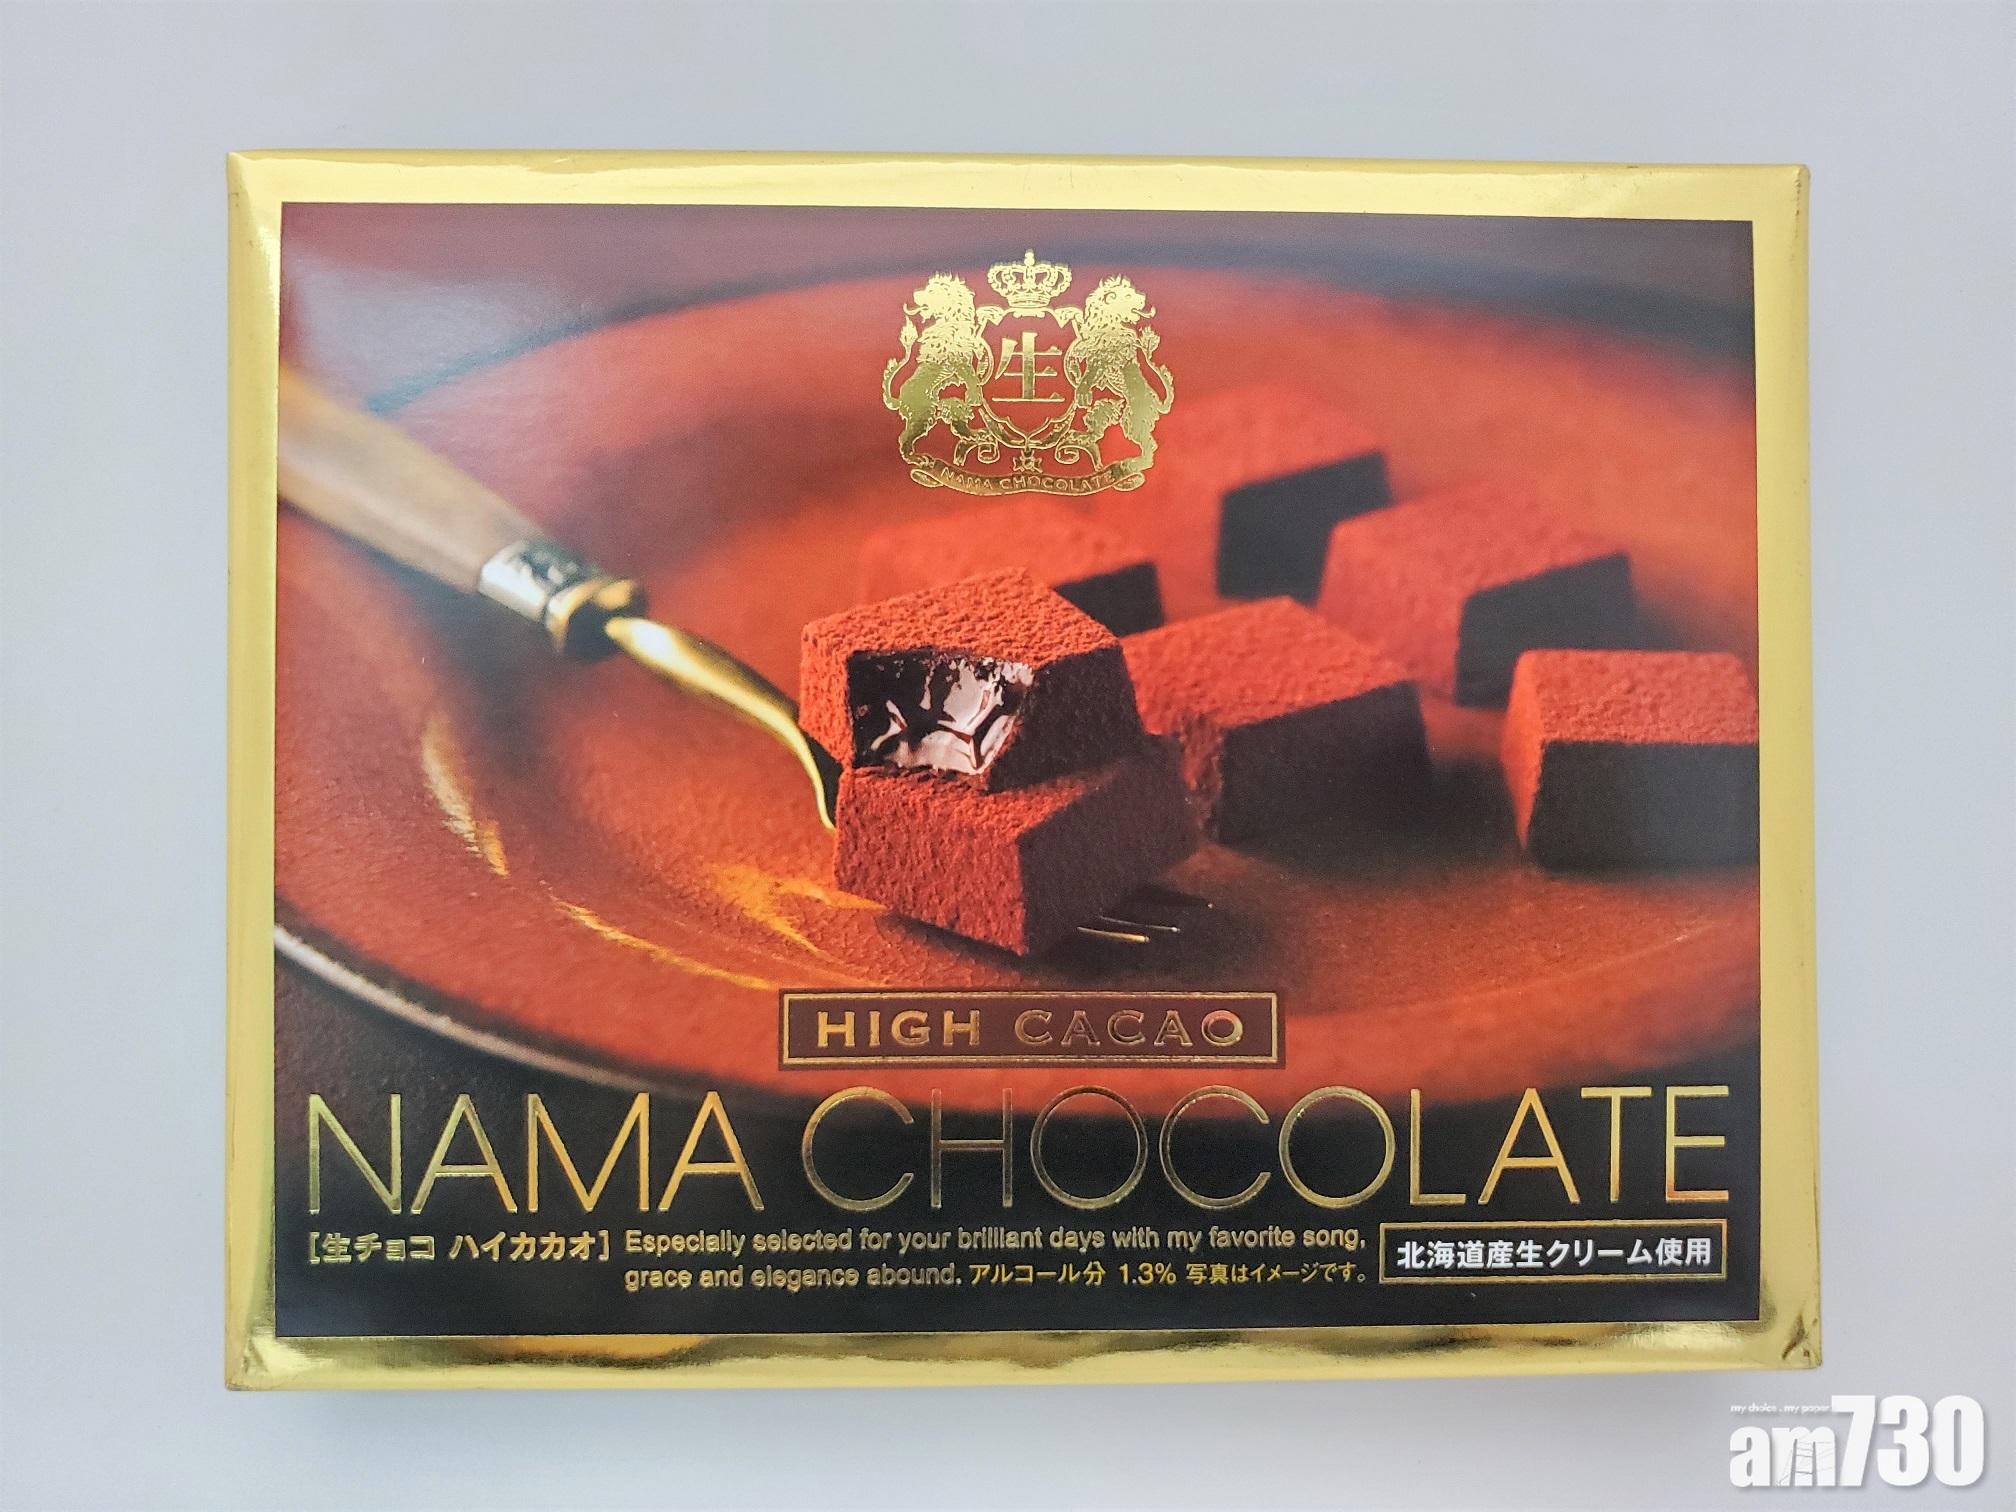 生
NAMA CHOCOLATE
HIGH CACAO
NAMA CHOCOLATE
[生チョコ ハイカカオ]
Especially selected for your brilliant days with my favorite song,
grace and elegance abound. アルコール分 1.3% 写真はイメージです。
北海道産生クリーム使用
my choice . my paper
am730